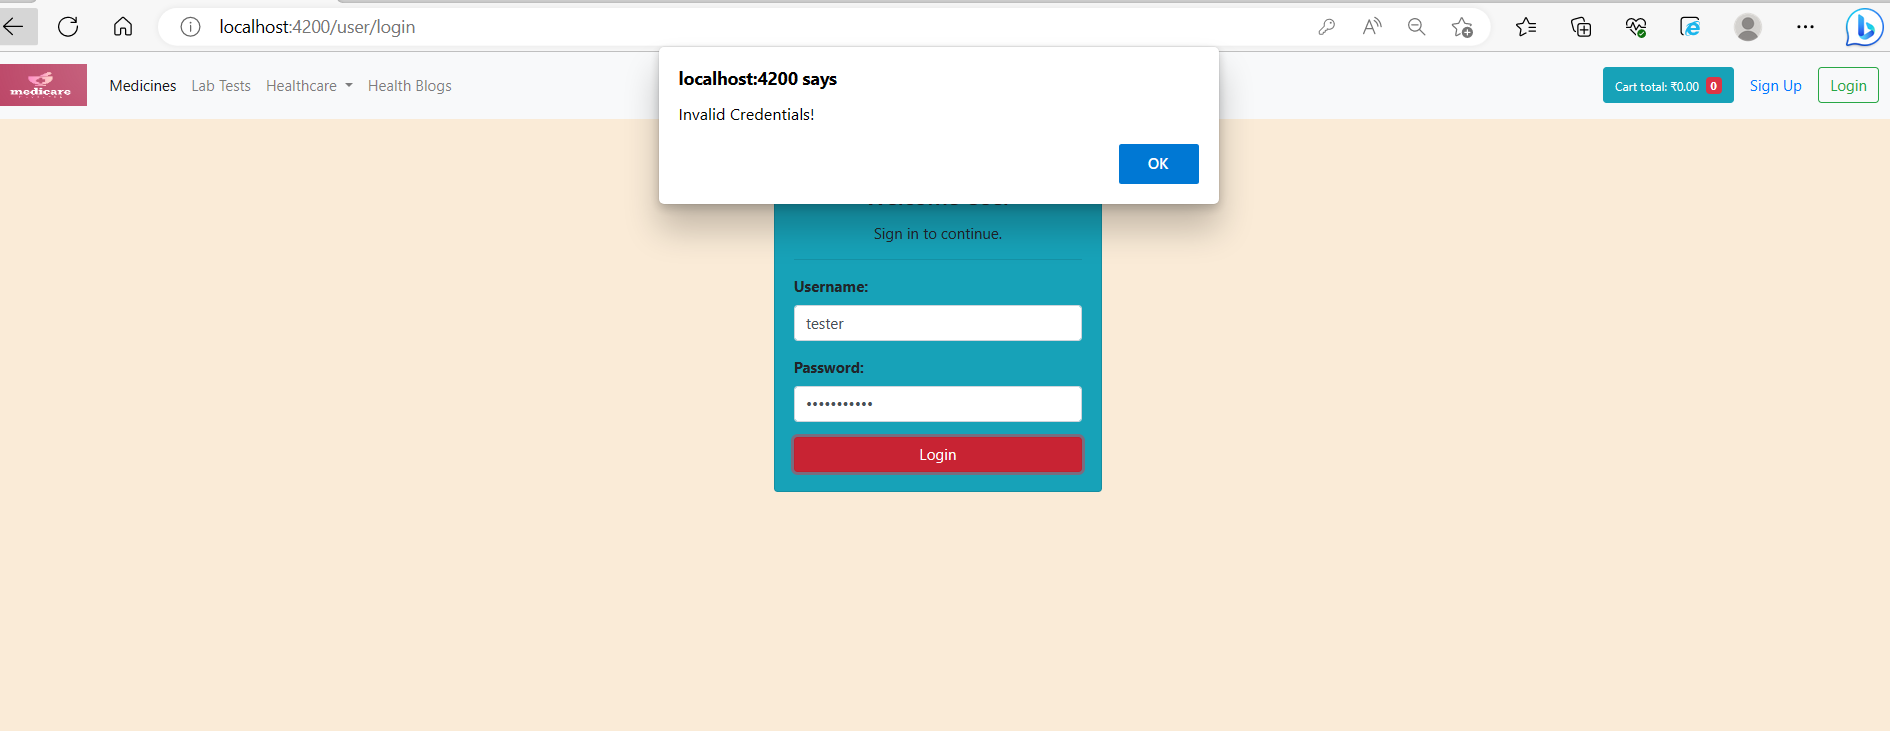 localhost:4200/user/login
medicare
Medicines Lab Tests Healthcare Health Blogs
Cart total: ₹0.00 0 Sign Up Login
localhost:4200 says
Invalid Credentials!
OK
Sign in to continue.
Username:
tester
Password:
•••••••••••
Login